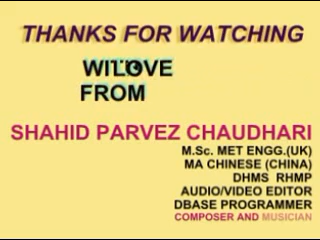 THANKS FOR WATCHING
FROM
SHAHID PARVEZ CHAUDHARI
M.Sc. MET ENGG.(UK)
MA CHINESE (CHINA)
DHMS RHMP
AUDIO/VIDEO EDITOR
DBASE PROGRAMMER
COMPOSER AND MUSICIAN